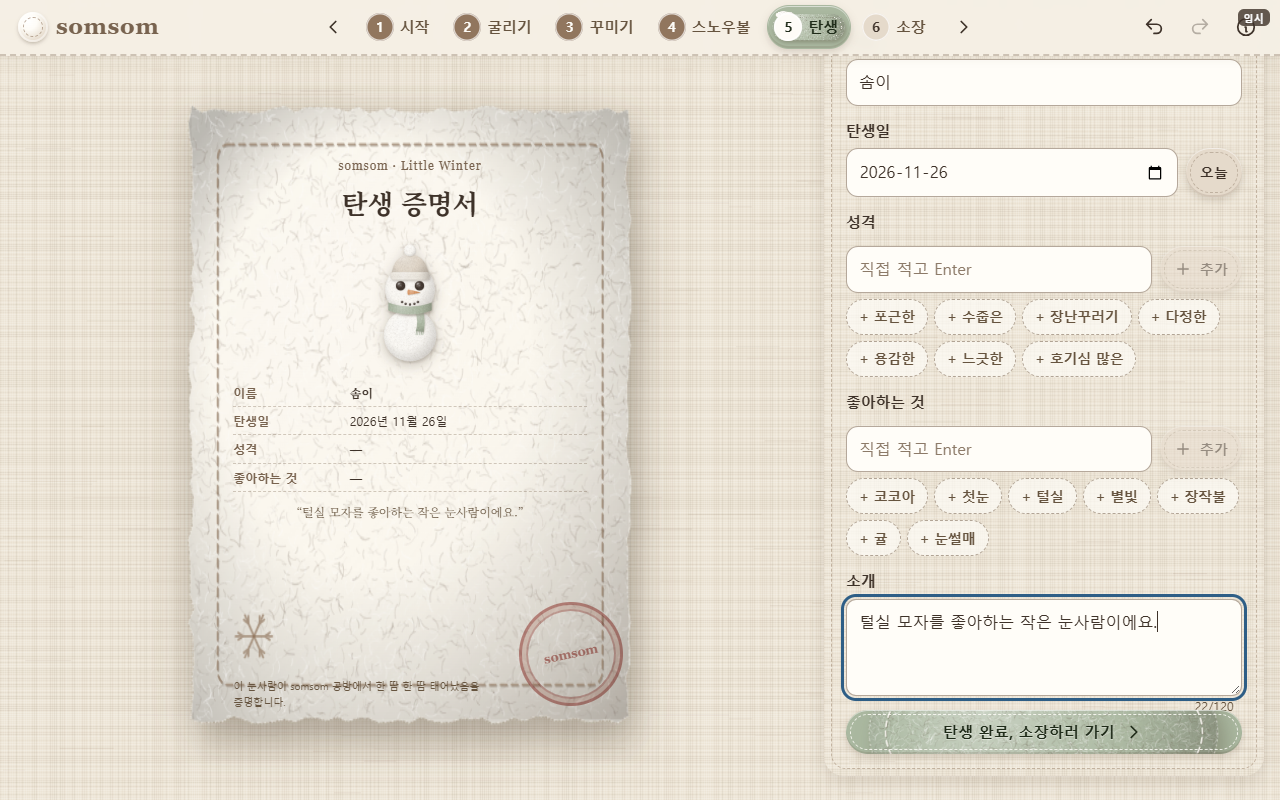 somsom
1 시작
2 굴리기
3 꾸미기
4 스노우볼
5 탄생
6 소장
임시
somsom · Little Winter
탄생 증명서
이름 솜이
탄생일 2026년 11월 26일
성격 —
좋아하는 것 —
“털실 모자를 좋아하는 작은 눈사람이에요.”
somsom
이 눈사람이 somsom 공방에서 한 땀 한 땀 태어났음을
증명합니다.
솜이
탄생일
2026-11-26
오늘
성격
직접 적고 Enter
+ 추가
+ 포근한 + 수줍은 + 장난꾸러기 + 다정한
+ 용감한 + 느긋한 + 호기심 많은
좋아하는 것
직접 적고 Enter
+ 추가
+ 코코아 + 첫눈 + 털실 + 별빛 + 장작불
+ 귤 + 눈썰매
소개
털실 모자를 좋아하는 작은 눈사람이에요.
22/120
탄생 완료, 소장하러 가기